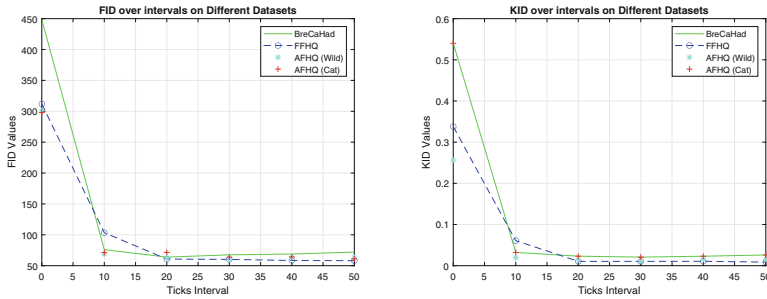 FID over intervals on Different Datasets
450
400
350
300
250
200
150
100
50
0 5 10 15 20 25 30 35 40 45 50
FID Values
Ticks Interval
BreCaHad
FFHQ
AFHQ (Wild)
AFHQ (Cat)
KID over intervals on Different Datasets
0.6
0.5
0.4
0.3
0.2
0.1
0
0 5 10 15 20 25 30 35 40 45 50
KID Values
Ticks Interval
BreCaHad
FFHQ
AFHQ (Wild)
AFHQ (Cat)